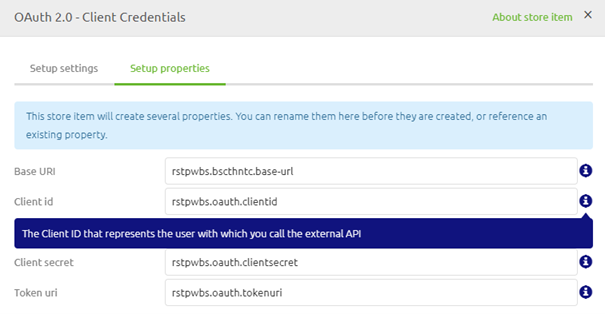 OAuth 2.0 - Client Credentials
About store item
Setup settings
Setup properties
This store item will create several properties. You can rename them here before they are created, or reference an
existing property.
Base URI
rstpwbs.bscthntc.base-url
Client id
rstpwbs.oauth.clientid
The Client ID that represents the user with which you call the external API
Client secret
rstpwbs.oauth.clientsecret
Token uri
rstpwbs.oauth.tokenuri